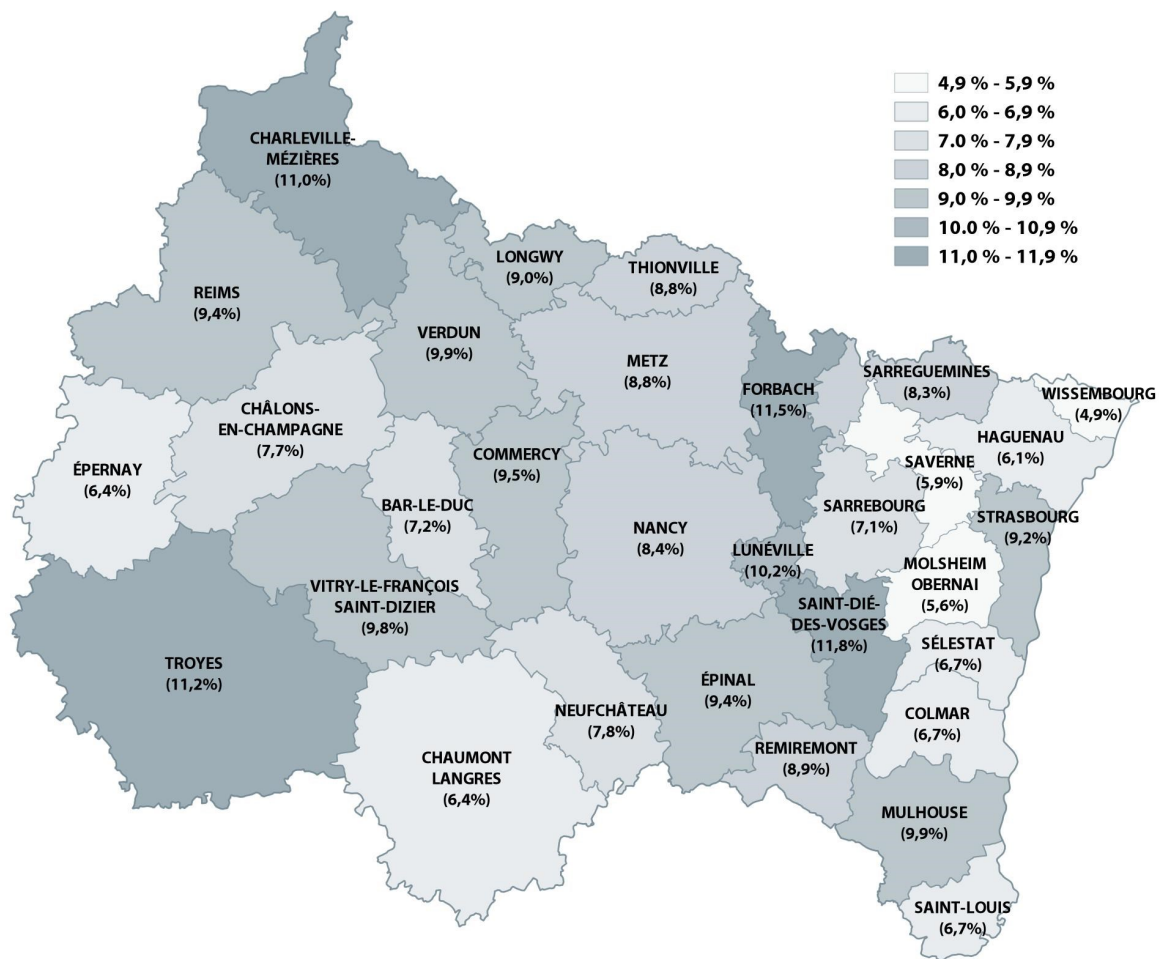 4,9 % - 5,9 %
6,0 % - 6,9 %
7.0 % - 7,9 %
8,0 % - 8,9 %
9,0 % - 9,9 %
10.0 % - 10,9 %
11,0 % - 11,9 %
CHARLEVILLE-
MÉZIÈRES
(11,0%)
REIMS
(9,4%)
LONGWY
(9,0%)
THIONVILLE
(8,8%)
VERDUN
(9,9%)
METZ
(8,8%)
FORBACH
(11,5%)
SARREGUEMINES
(8,3%)
WISSEMBOURG
(4,9%)
HAGUENAU
(6,1%)
CHÂLONS-
EN-CHAMPAGNE
(7,7%)
ÉPERNAY
(6,4%)
COMMERCY
(9,5%)
SAVERNE
(5,9%)
BAR-LE-DUC
(7,2%)
NANCY
(8,4%)
SARREBOURG
(7,1%)
STRASBOURG
(9,2%)
LUNÉVILLE
(10,2%)
MOLSHEIM
OBERNAI
(5,6%)
VITRY-LE-FRANÇOIS
SAINT-DIZIER
(9,8%)
SAINT-DIÉ-
DES-VOSGES
(11,8%)
SÉLESTAT
(6,7%)
TROYES
(11,2%)
ÉPINAL
(9,4%)
NEUFCHÂTEAU
(7,8%)
COLMAR
(6,7%)
REMIREMONT
(8,9%)
CHAUMONT
LANGRES
(6,4%)
MULHOUSE
(9,9%)
SAINT-LOUIS
(6,7%)